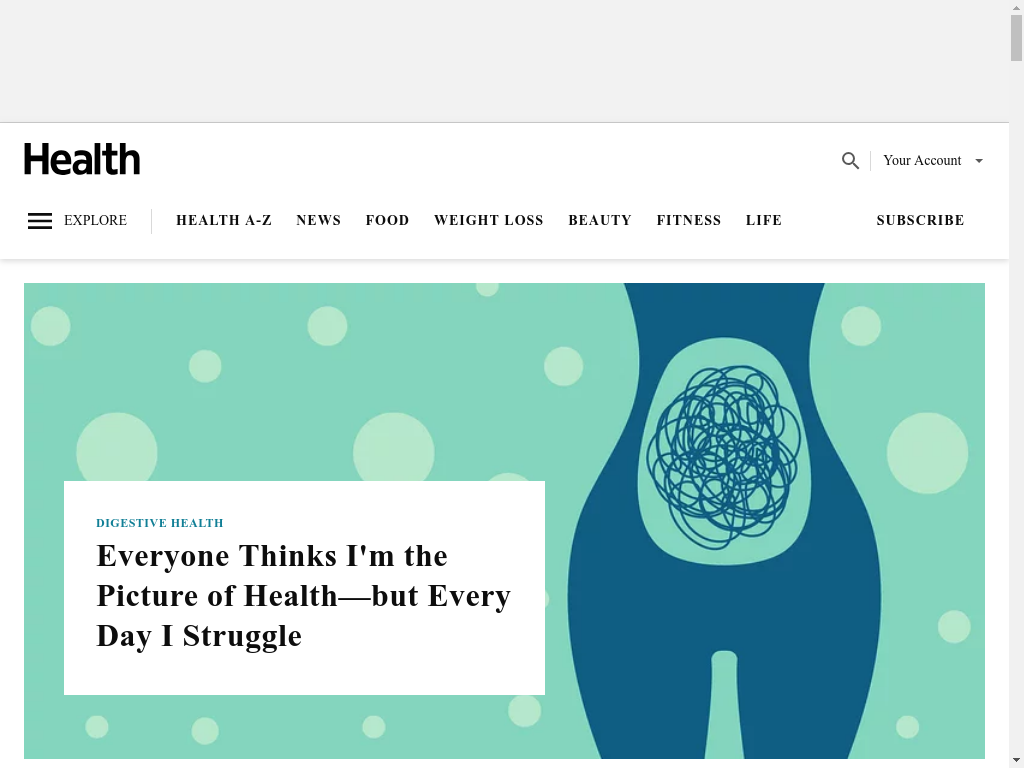 Health
Your Account
EXPLORE
HEALTH A-Z NEWS FOOD WEIGHT LOSS BEAUTY FITNESS LIFE SUBSCRIBE
DIGESTIVE HEALTH
Everyone Thinks I'm the
Picture of Health—but Every
Day I Struggle